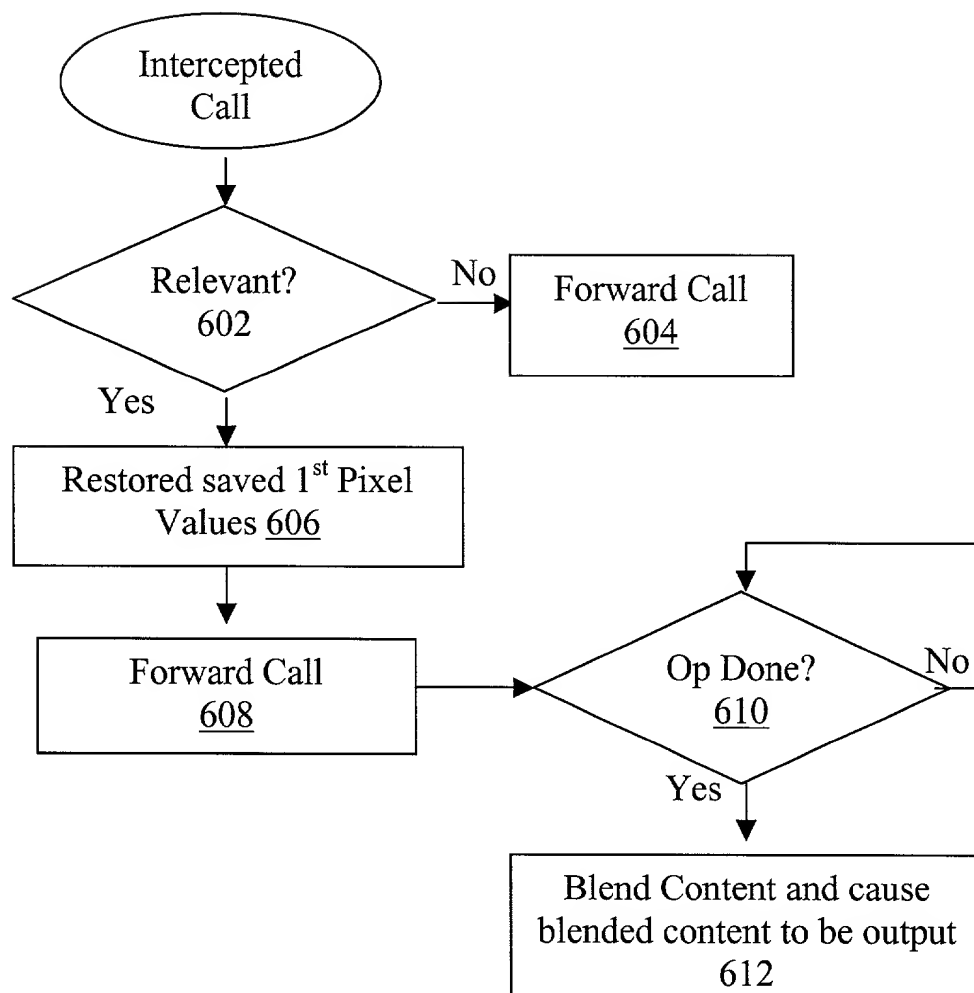 Intercepted
Call
Relevant?
602
No
Forward Call
604
Yes
Restored saved 1st Pixel
Values 606
Forward Call
608
Op Done?
610
No
Yes
Blend Content and cause
blended content to be output
612